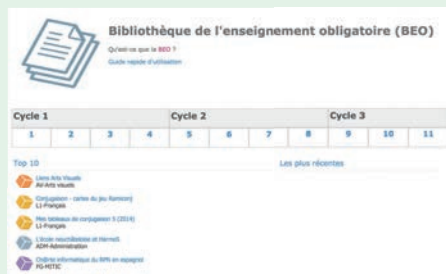 Bibliothèque de l'enseignement obligatoire (BEO)
Qu'est-ce que la BEO ?
Guide rapide d'utilisation
Cycle 1 Cycle 2 Cycle 3
1 2 3 4 5 6 7 8 9 10 11
Top 10 Les plus récentes
Liens Arts Visuels
AV-Arts visuels
Conjugaison - cartes du jeu Ramiconj
L1-Français
Mes tableaux de conjugaison 5 (2014)
L1-Français
L'école neuchâteloise et HarmoS
ADM-Administration
informatique du RPN en espagnol
FG-MITIC